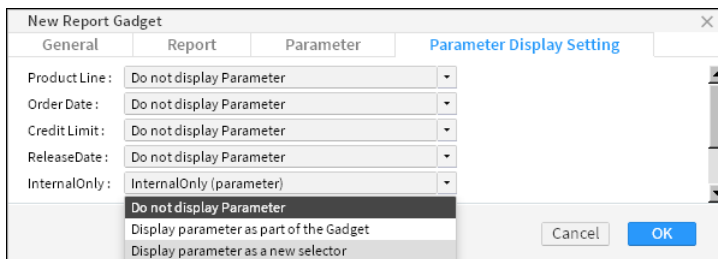 New Report Gadget
General Report Parameter Parameter Display Setting
Product Line: Do not display Parameter
Order Date: Do not display Parameter
Credit Limit: Do not display Parameter
ReleaseDate: Do not display Parameter
InternalOnly: InternalOnly (parameter)
Do not display Parameter
Display parameter as part of the Gadget
Display parameter as a new selector
Cancel OK